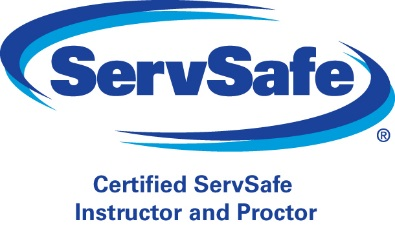 ServSafe
®
Certified ServSafe
Instructor and Proctor